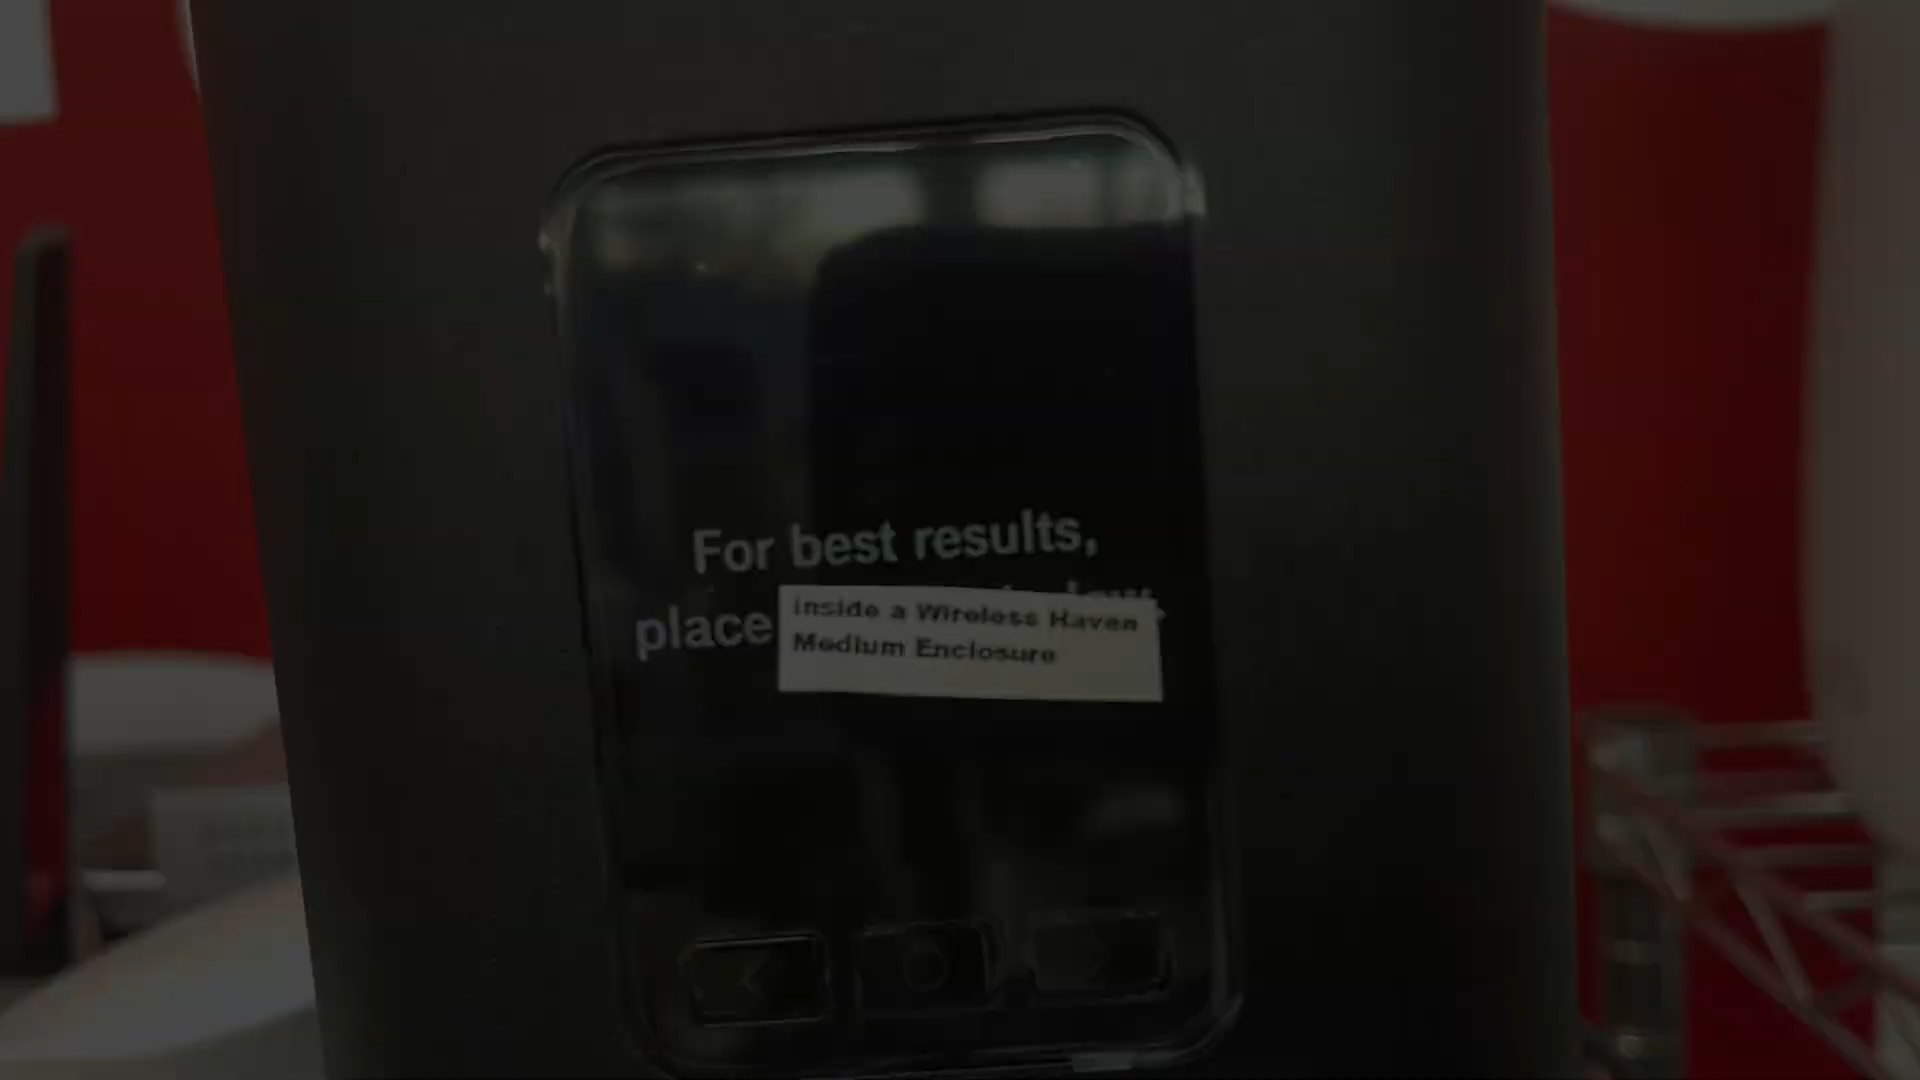 For best results,
place
inside a Wireless Haven
Medium Enclosure